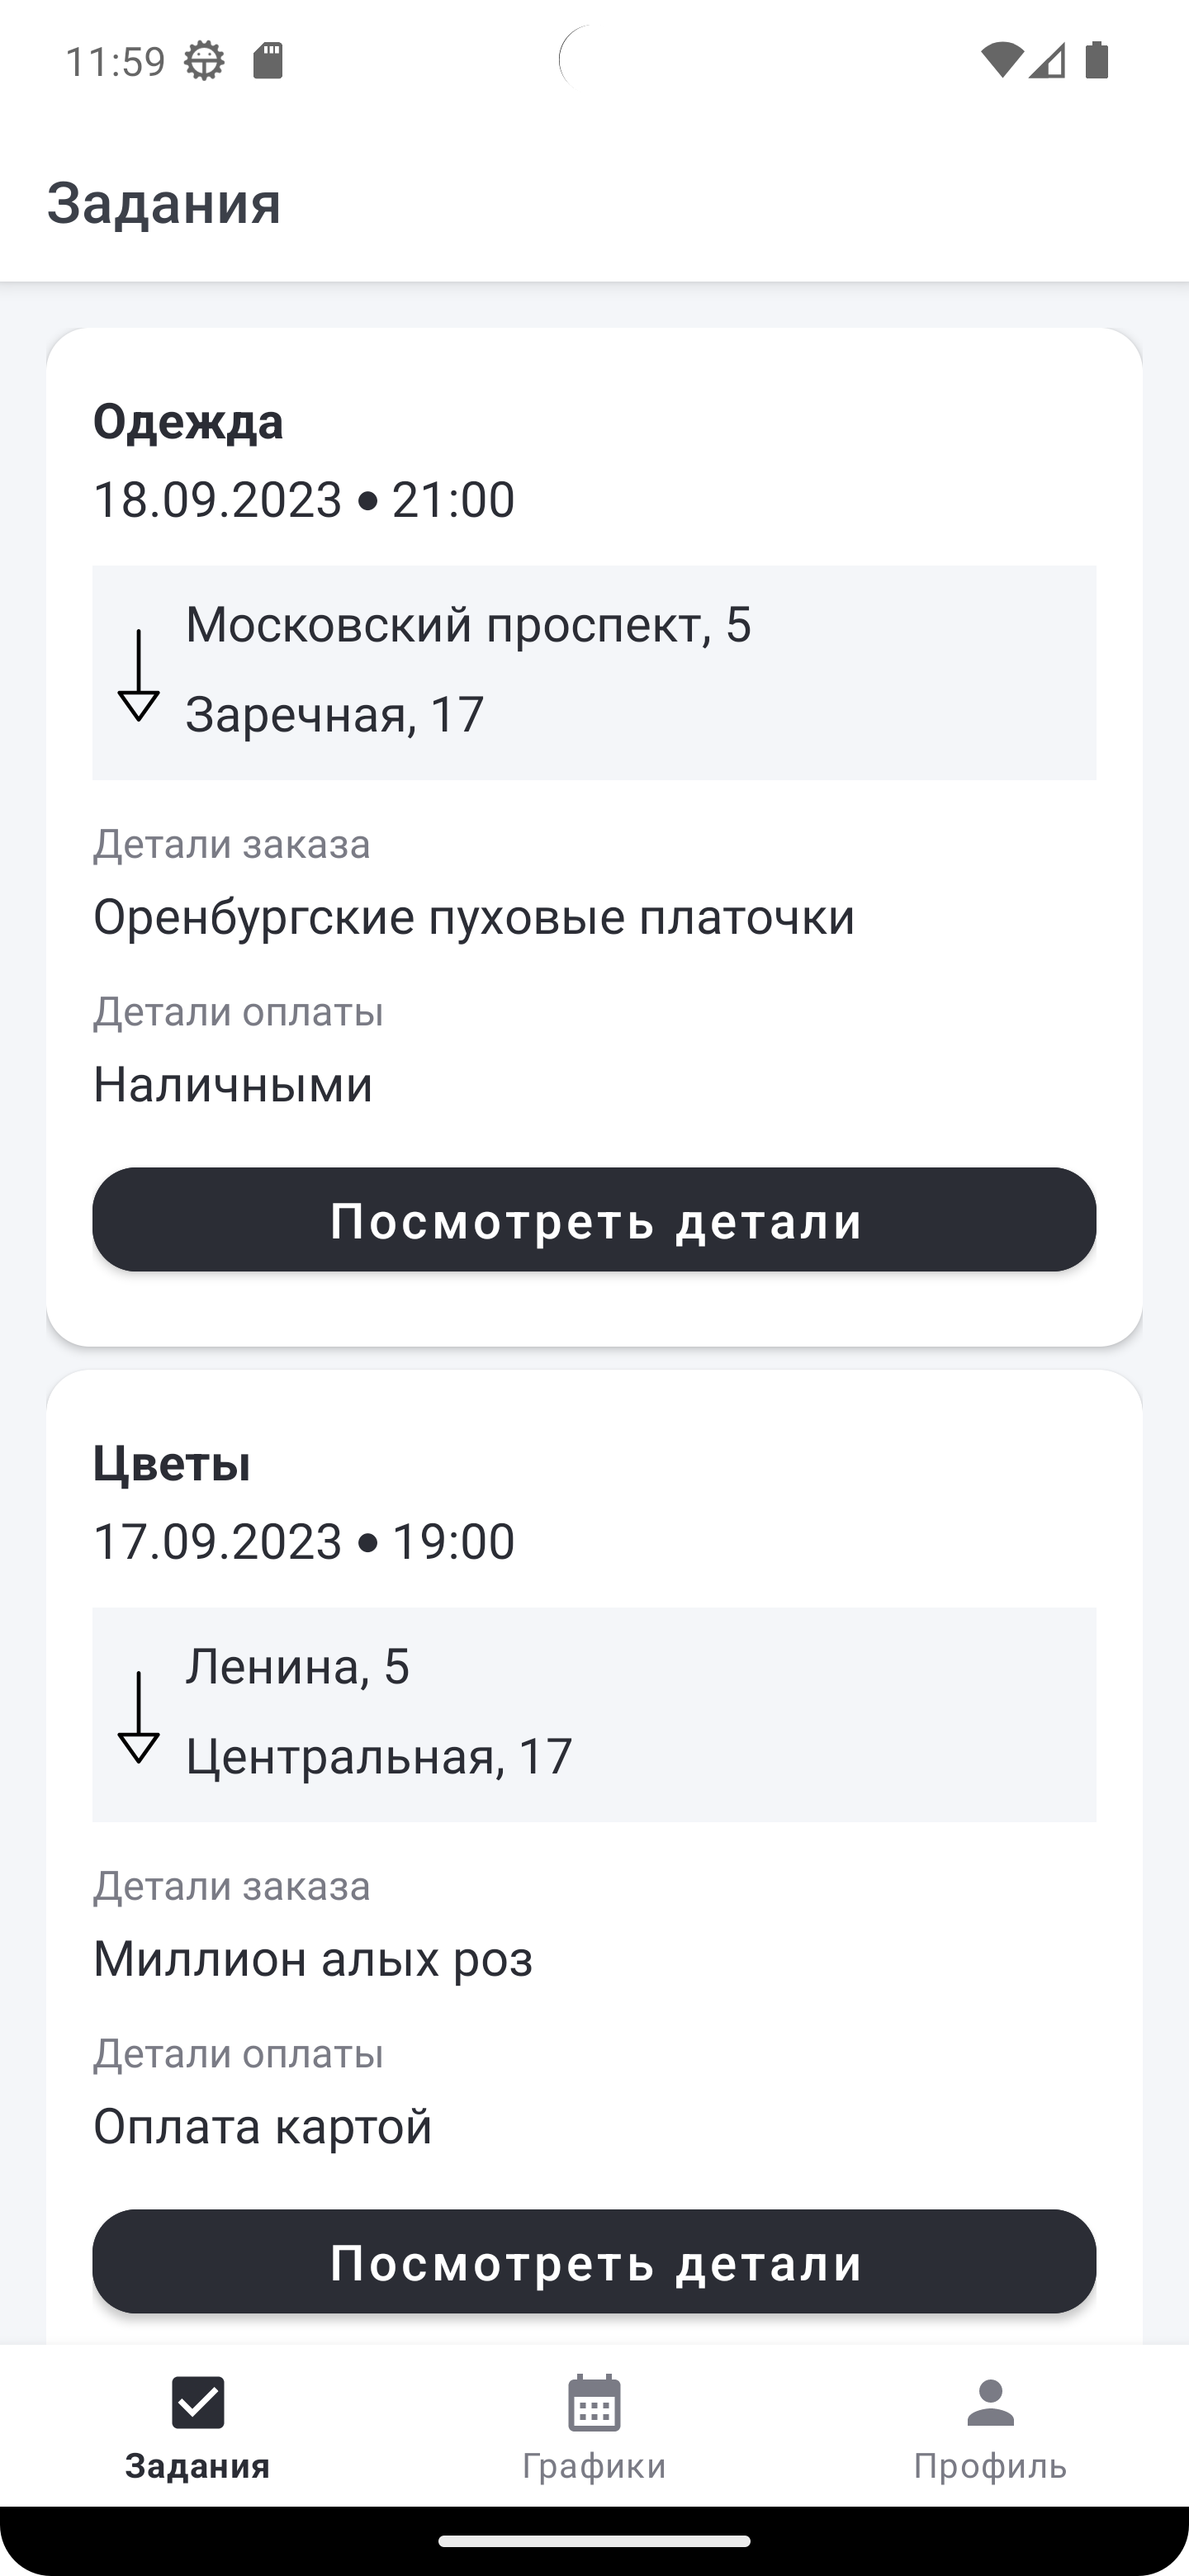 11:59
Задания
Одежда
18.09.2023 • 21:00
Московский проспект, 5
Заречная, 17
Детали заказа
Оренбургские пуховые платочки
Детали оплаты
Наличными
Посмотреть детали
Цветы
17.09.2023 • 19:00
Ленина, 5
Центральная, 17
Детали заказа
Миллион алых роз
Детали оплаты
Оплата картой
Посмотреть детали
Задания
Графики
Профиль